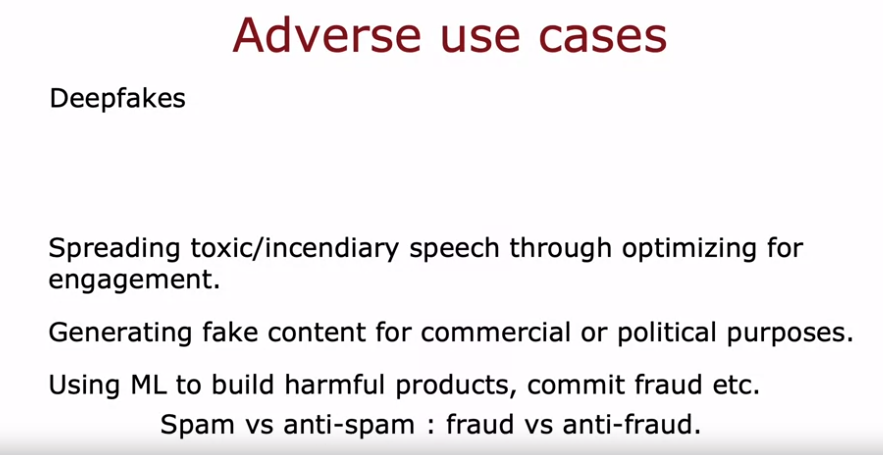 Adverse use cases
Deepfakes
Spreading toxic/incendiary speech through optimizing for
engagement.
Generating fake content for commercial or political purposes.
Using ML to build harmful products, commit fraud etc.
Spam vs anti-spam : fraud vs anti-fraud.